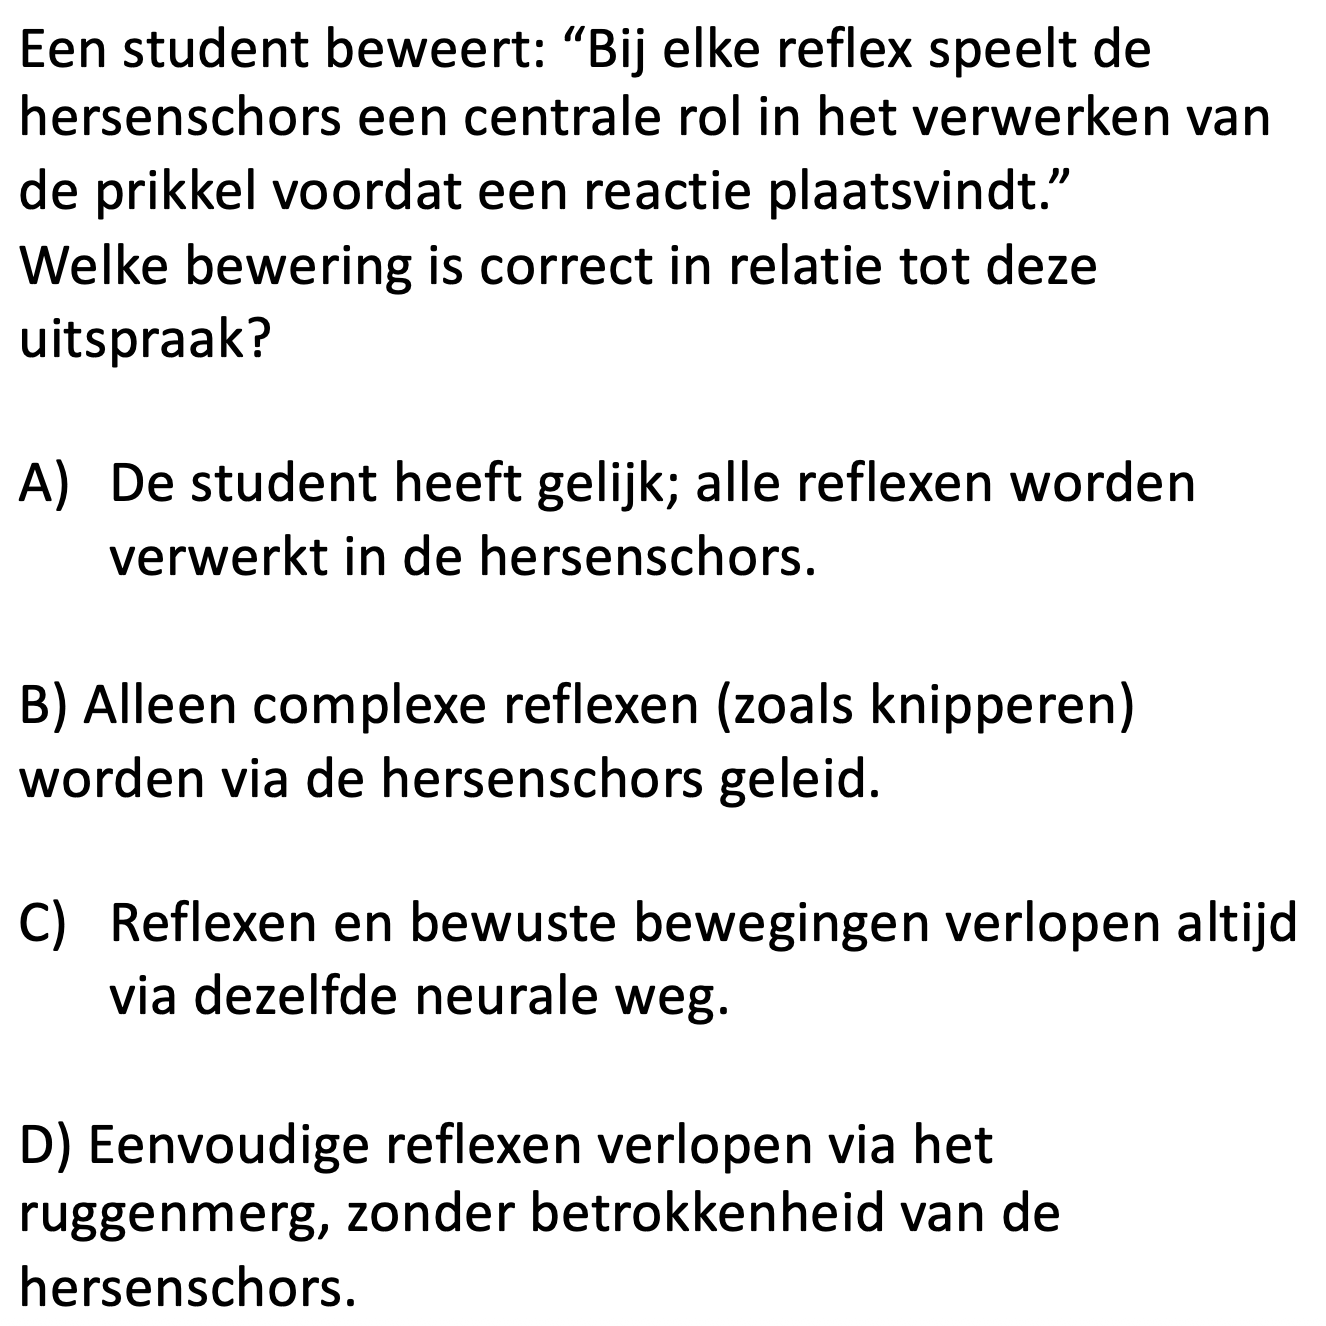 Een student beweert: “Bij elke reflex speelt de
hersenschors een centrale rol in het verwerken van
de prikkel voordat een reactie plaatsvindt.”
Welke bewering is correct in relatie tot deze
uitspraak?
A) De student heeft gelijk; alle reflexen worden
verwerkt in de hersenschors.
B) Alleen complexe reflexen (zoals knipperen)
worden via de hersenschors geleid.
C) Reflexen en bewuste bewegingen verlopen altijd
via dezelfde neurale weg.
D) Eenvoudige reflexen verlopen via het
ruggenmerg, zonder betrokkenheid van de
hersenschors.